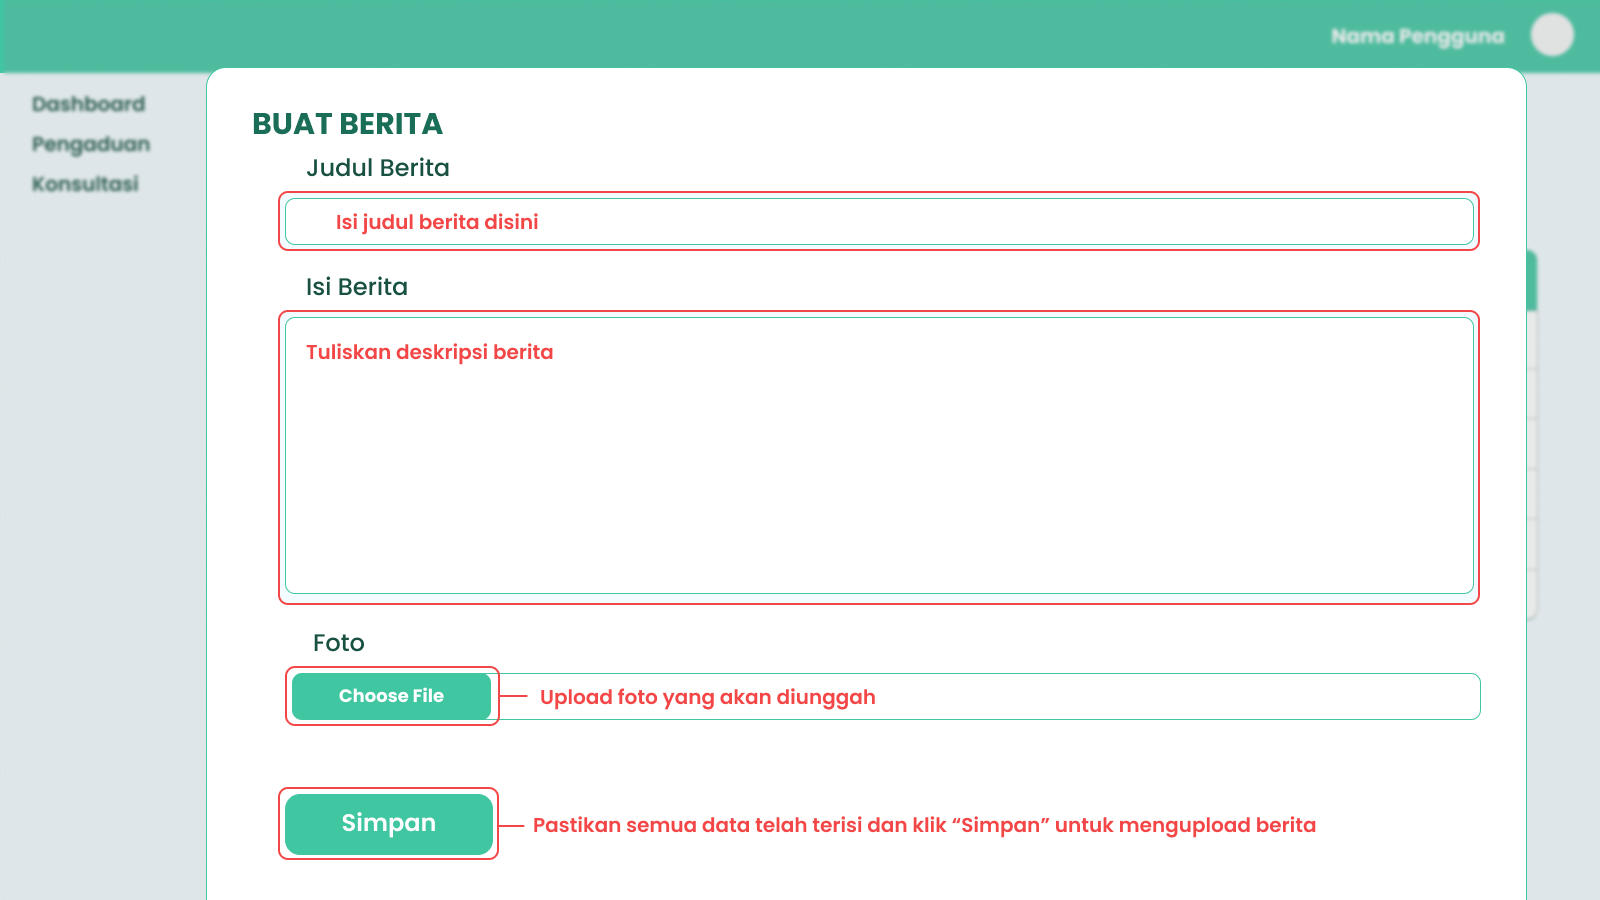 Nama Pengguna
Dashboard
Pengaduan
Konsultasi
BUAT BERITA
Judul Berita
Isi judul berita disini
Isi Berita
Tuliskan deskripsi berita
Foto
Choose File
Upload foto yang akan diunggah
Simpan
Pastikan semua data telah terisi dan klik “Simpan” untuk mengupload berita